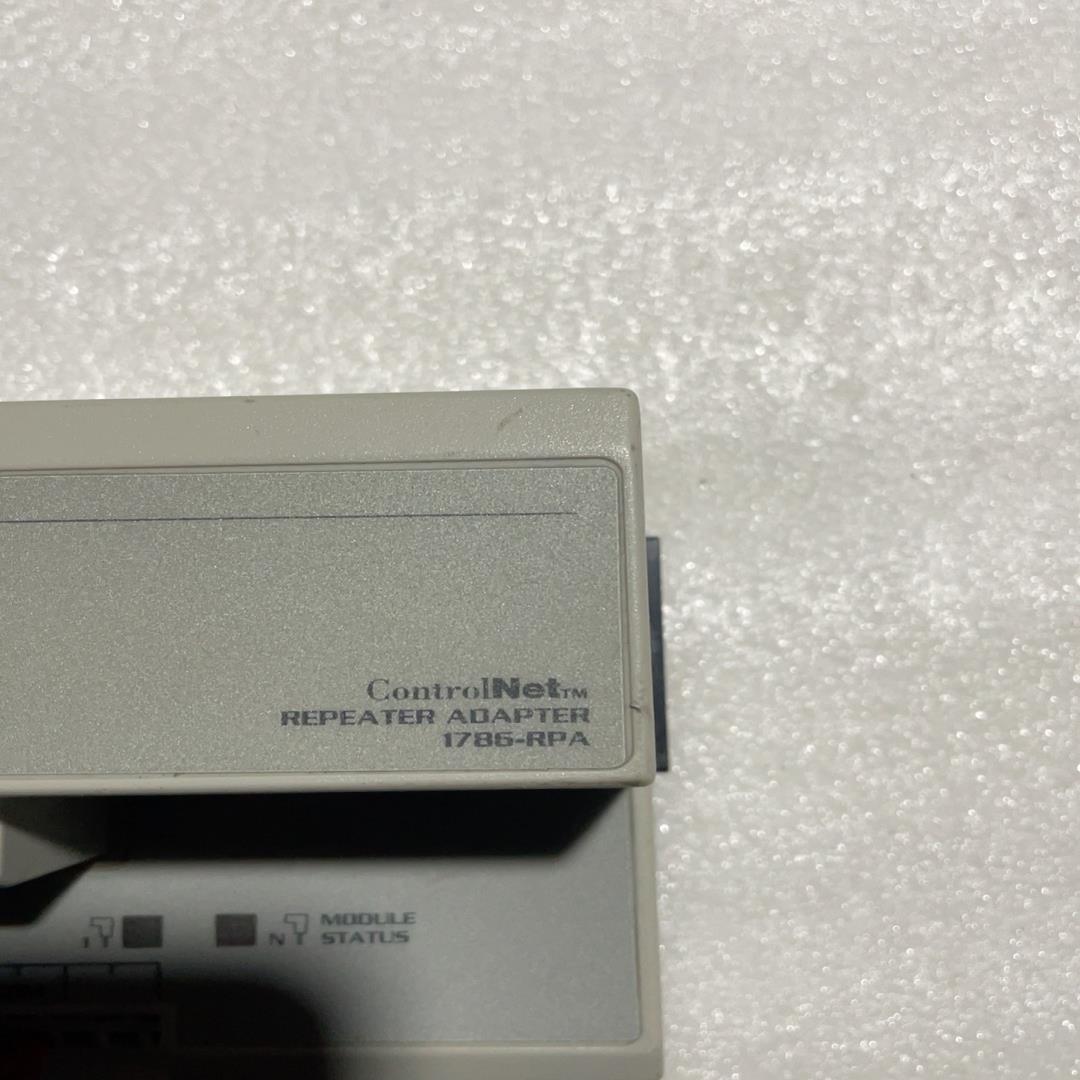 ControlNet™
REPEATER ADAPTER
1786-RPA
MODULE
STATUS